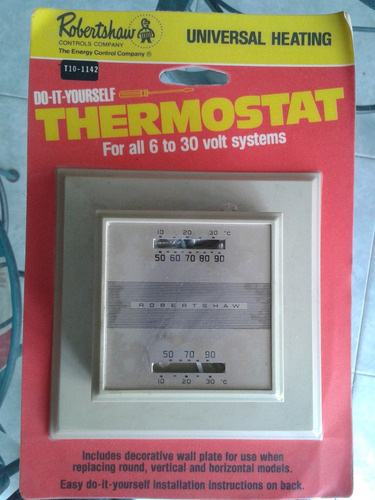 Robertshaw
CONTROLS COMPANY
The Energy Control Company ®
UNIVERSAL HEATING
T10-1142
DO-IT-YOURSELF
THERMOSTAT
For all 6 to 30 volt systems
10 20 30 °C
50 60 70 80 90
ROBERTSHAW
50 70 90
10 20 30 °C
Includes decorative wall plate for use when
replacing round, vertical and horizontal models.
Easy do-it-yourself installation instructions on back.